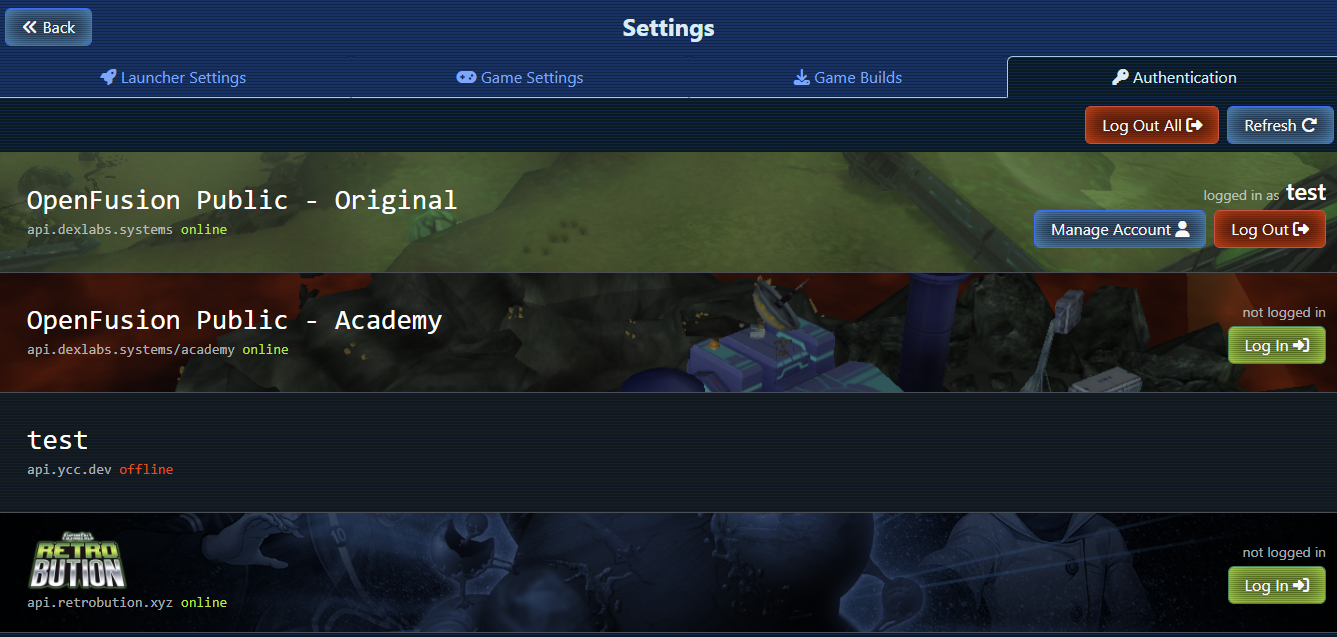 Back
Settings
Launcher Settings
Game Settings
Game Builds
Authentication
Log Out All
Refresh
OpenFusion Public - Original
api.dexlabs.systems online
logged in as test
Manage Account
Log Out
OpenFusion Public - Academy
api.dexlabs.systems/academy online
not logged in
Log In
test
api.ycc.dev offline
RETRO
BUTION
api.retrobution.xyz online
not logged in
Log In